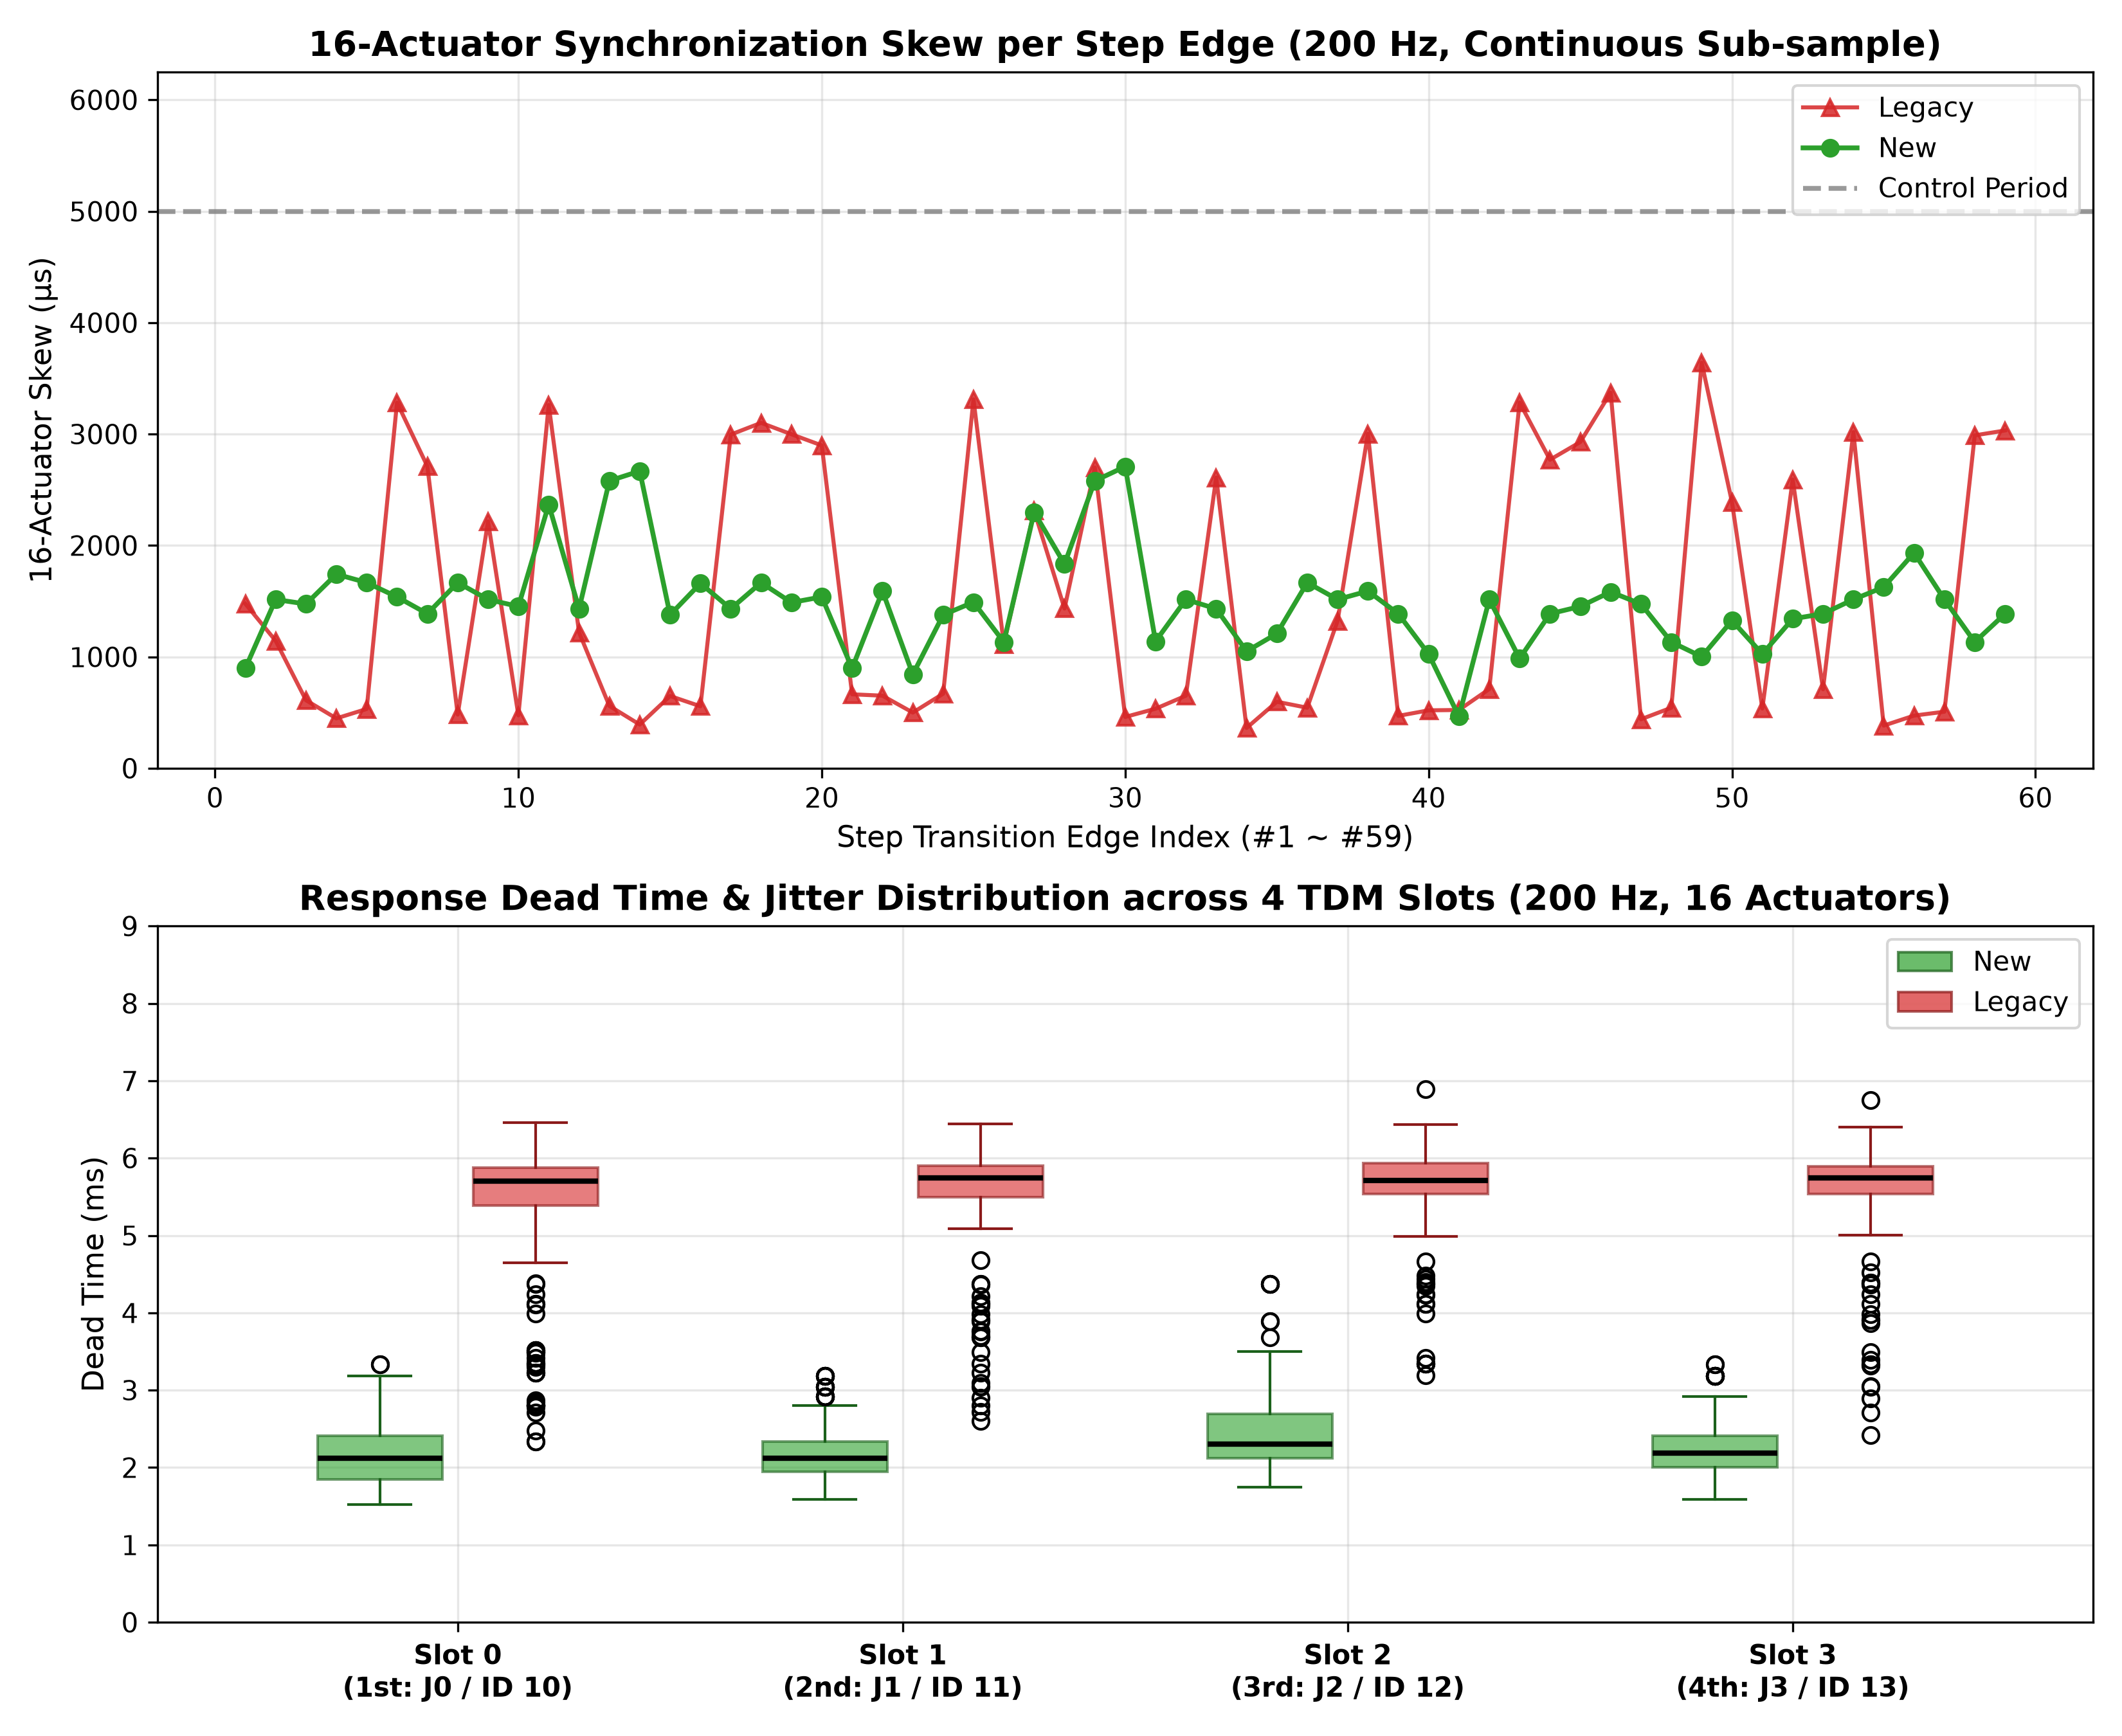 16-Actuator Synchronization Skew per Step Edge (200 Hz, Continuous Sub-sample)
6000
5000
4000
3000
2000
1000
0
16-Actuator Skew (µs)
Legacy
New
Control Period
0 10 20 30 40 50 60
Step Transition Edge Index (#1 ~ #59)
Response Dead Time & Jitter Distribution across 4 TDM Slots (200 Hz, 16 Actuators)
9
8
7
6
5
4
3
2
1
0
Dead Time (ms)
New
Legacy
Slot 0 Slot 1 Slot 2 Slot 3
(1st: J0 / ID 10) (2nd: J1 / ID 11) (3rd: J2 / ID 12) (4th: J3 / ID 13)